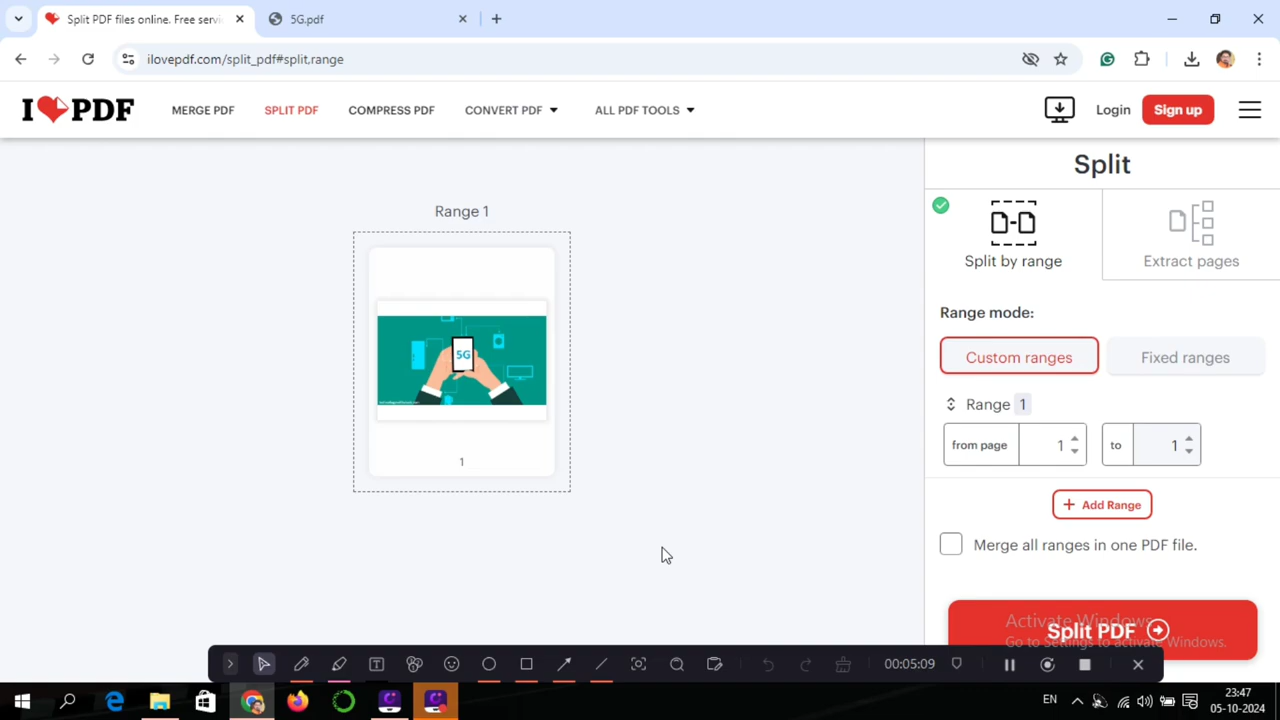 Split PDF files online. Free servi
5G.pdf
ilovepdf.com/split_pdf#split,range
I PDF
MERGE PDF
SPLIT PDF
COMPRESS PDF
CONVERT PDF
ALL PDF TOOLS
Login
Sign up
Split
Range 1
5G
1
Split by range
Extract pages
Range mode:
Custom ranges
Fixed ranges
Range 1
from page 1 to 1
+ Add Range
Merge all ranges in one PDF file.
Split PDF
Activate Windows
Go to Settings to activate Windows.
00:05:09
EN
23:47
05-10-2024